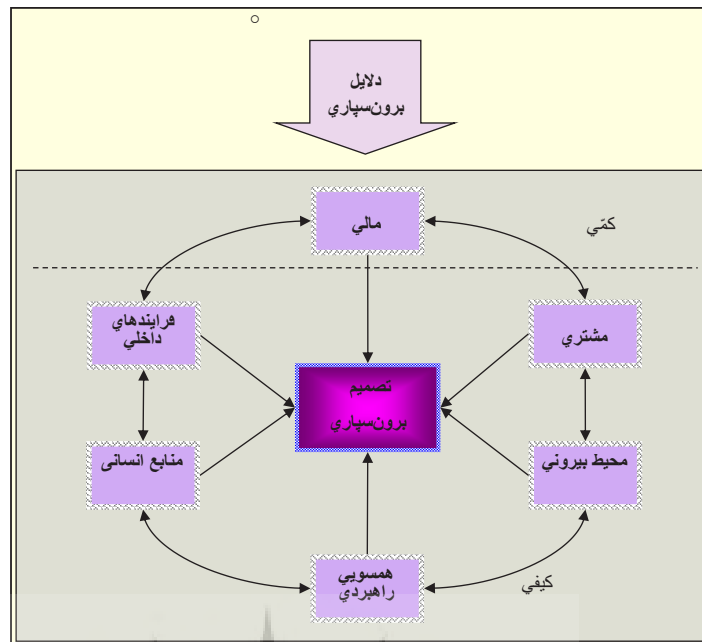 دلايل
برون‌سپاري
مالي
كمّي
فرايندهاي
داخلي
مشتري
تصميم
برون‌سپاري
منابع انسانی
محيط بيروني
همسويي
راهبردي
كيفي